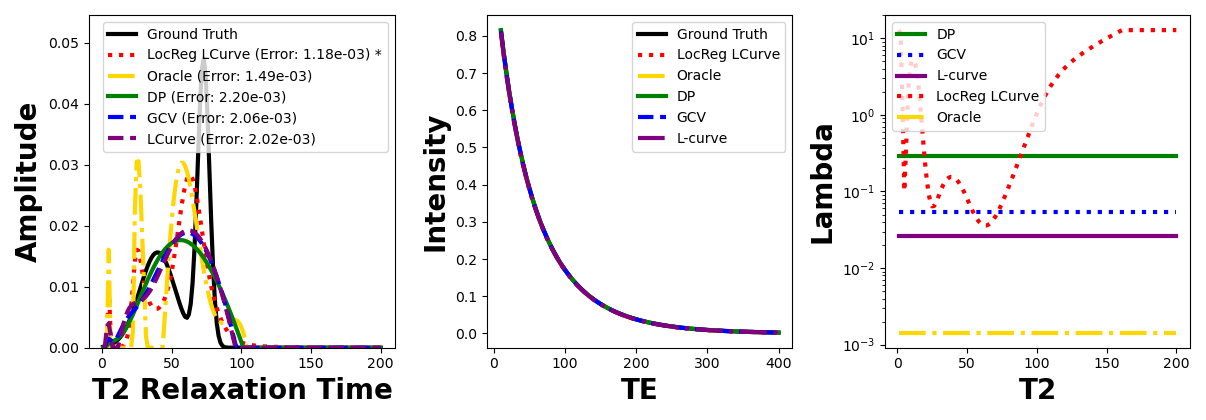 Amplitude
0.05
0.04
0.03
0.02
0.01
0.00
Ground Truth
LocReg LCurve (Error: 1.18e-03) *
Oracle (Error: 1.49e-03)
DP (Error: 2.20e-03)
GCV (Error: 2.06e-03)
LCurve (Error: 2.02e-03)
0 50 100 150 200
T2 Relaxation Time
Intensity
0.8
0.7
0.6
0.5
0.4
0.3
0.2
0.1
0.0
Ground Truth
LocReg LCurve
Oracle
DP
GCV
L-curve
0 100 200 300 400
TE
Lambda
10¹
10⁰
10⁻¹
10⁻²
10⁻³
DP
GCV
L-curve
LocReg LCurve
Oracle
0 50 100 150 200
T2